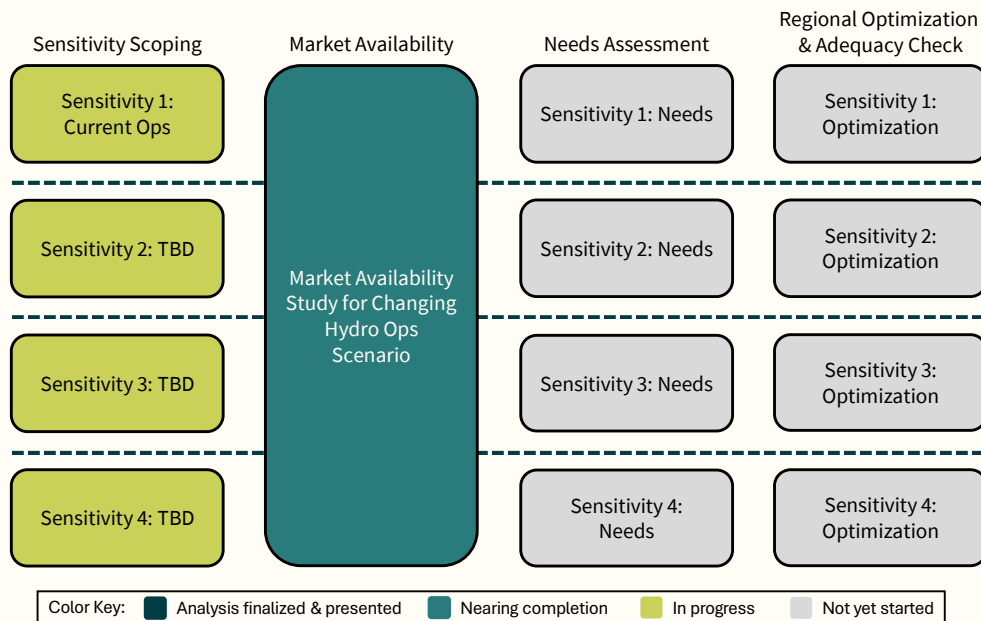 Sensitivity Scoping
Market Availability
Needs Assessment
Regional Optimization
& Adequacy Check
Sensitivity 1:
Current Ops
Sensitivity 1: Needs
Sensitivity 1:
Optimization
Sensitivity 2: TBD
Sensitivity 2: Needs
Sensitivity 2:
Optimization
Market Availability
Study for Changing
Hydro Ops
Scenario
Sensitivity 3: TBD
Sensitivity 3: Needs
Sensitivity 3:
Optimization
Sensitivity 4: TBD
Sensitivity 4:
Needs
Sensitivity 4:
Optimization
Color Key: Analysis finalized & presented Nearing completion In progress Not yet started